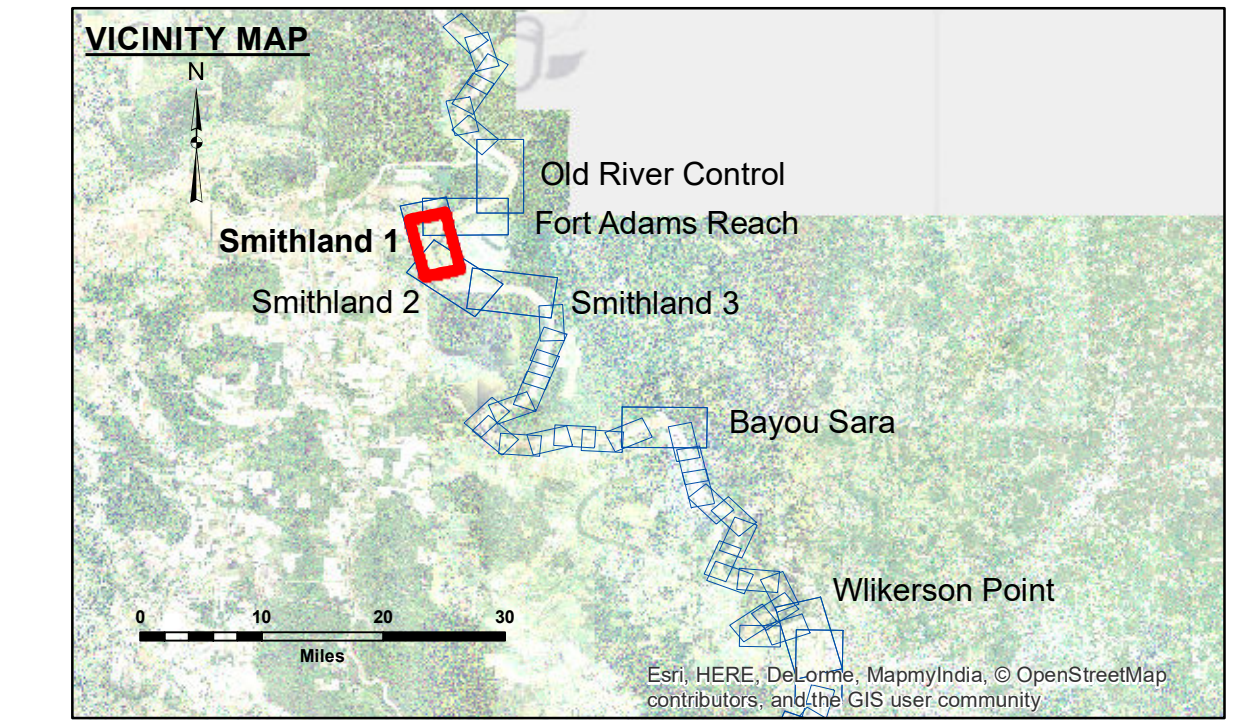 VICINITY MAP
N
Old River Control
Fort Adams Reach
Smithland 1
Smithland 2
Smithland 3
Bayou Sara
Wlikerson Point
0 10 20 30
Miles
Esri, HERE, DeLorme, MapmyIndia, © OpenStreetMap
contributors, and the GIS user community